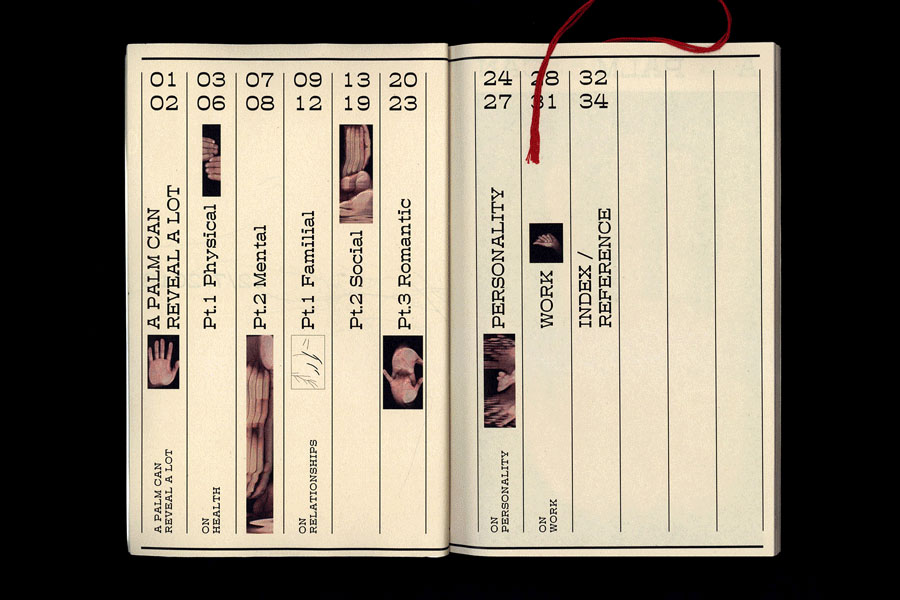 01
02
A PALM CAN
REVEAL A LOT
A PALM CAN
REVEAL A LOT
03
06
Pt.1 Physical
ON
HEALTH
07
08
Pt.2 Mental
09
12
Pt.1 Familial
ON
RELATIONSHIPS
13
19
Pt.2 Social
20
23
Pt.3 Romantic
24
27
PERSONALITY
ON
PERSONALITY
28
31
WORK
ON
WORK
32
34
INDEX /
REFERENCE